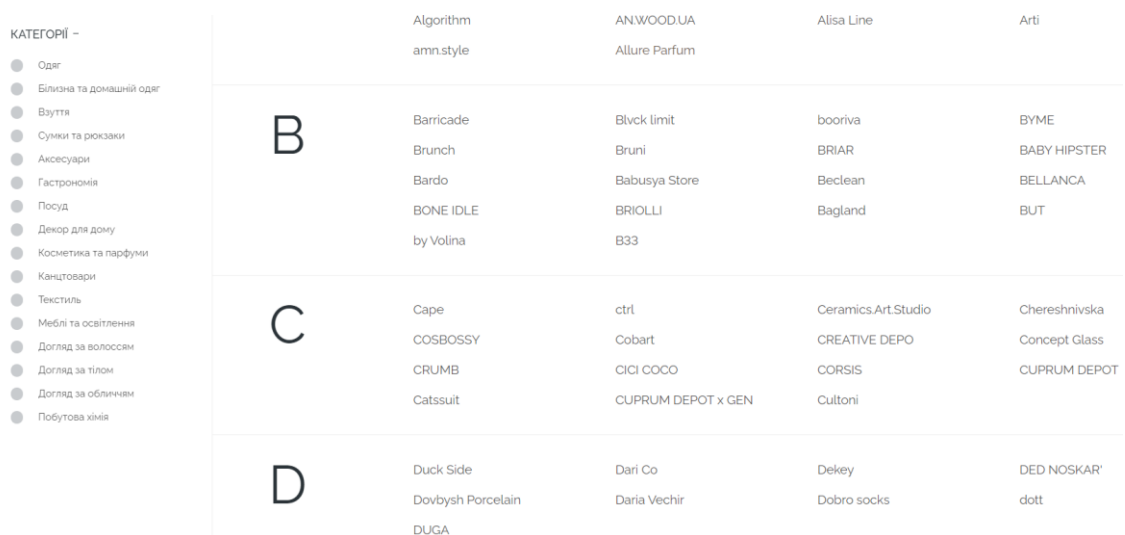 КАТЕГОРІЇ –
Одяг
Білизна та домашній одяг
Взуття
Сумки та рюкзаки
Аксесуари
Гастрономія
Посуд
Декор для дому
Косметика та парфуми
Канцтовари
Текстиль
Меблі та освітлення
Догляд за волоссям
Догляд за тілом
Догляд за обличчям
Побутова хімія
Algorithm AN.WOOD.UA Alisa Line Arti
amn.style Allure Parfum
B
Barricade Blvck limit booriva BYME
Brunch Bruni BRIAR BABY HIPSTER
Bardo Babusya Store Beclean BELLANCA
BONE IDLE BRIOLLI Bagland BUT
by Volina B33
C
Cape ctrl Ceramics.Art.Studio Chereshnivska
COSBOSSY Cobart CREATIVE DEPO Concept Glass
CRUMB CICI COCO CORSIS CUPRUM DEPOT
Catssuit CUPRUM DEPOT x GEN Cultoni
D
Duck Side Dari Co Dekey DED NOSKAR'
Dovbysh Porcelain Daria Vechir Dobro socks dott
DUGA